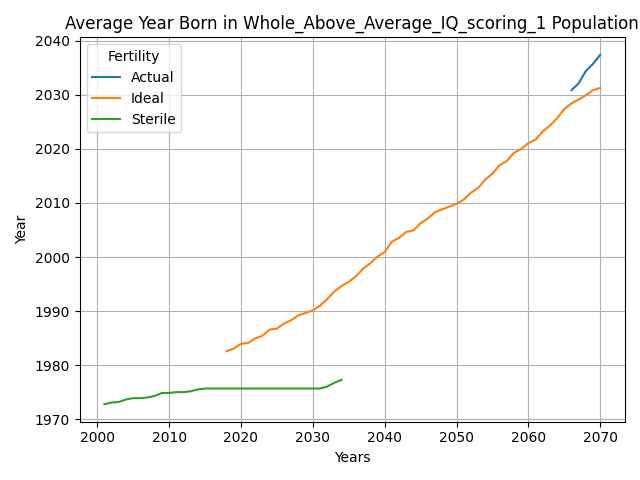 Average Year Born in Whole_Above_Average_IQ_scoring_1 Population
Fertility
Actual
Ideal
Sterile
2040
2030
2020
2010
2000
1990
1980
1970
Year
2000 2010 2020 2030 2040 2050 2060 2070
Years